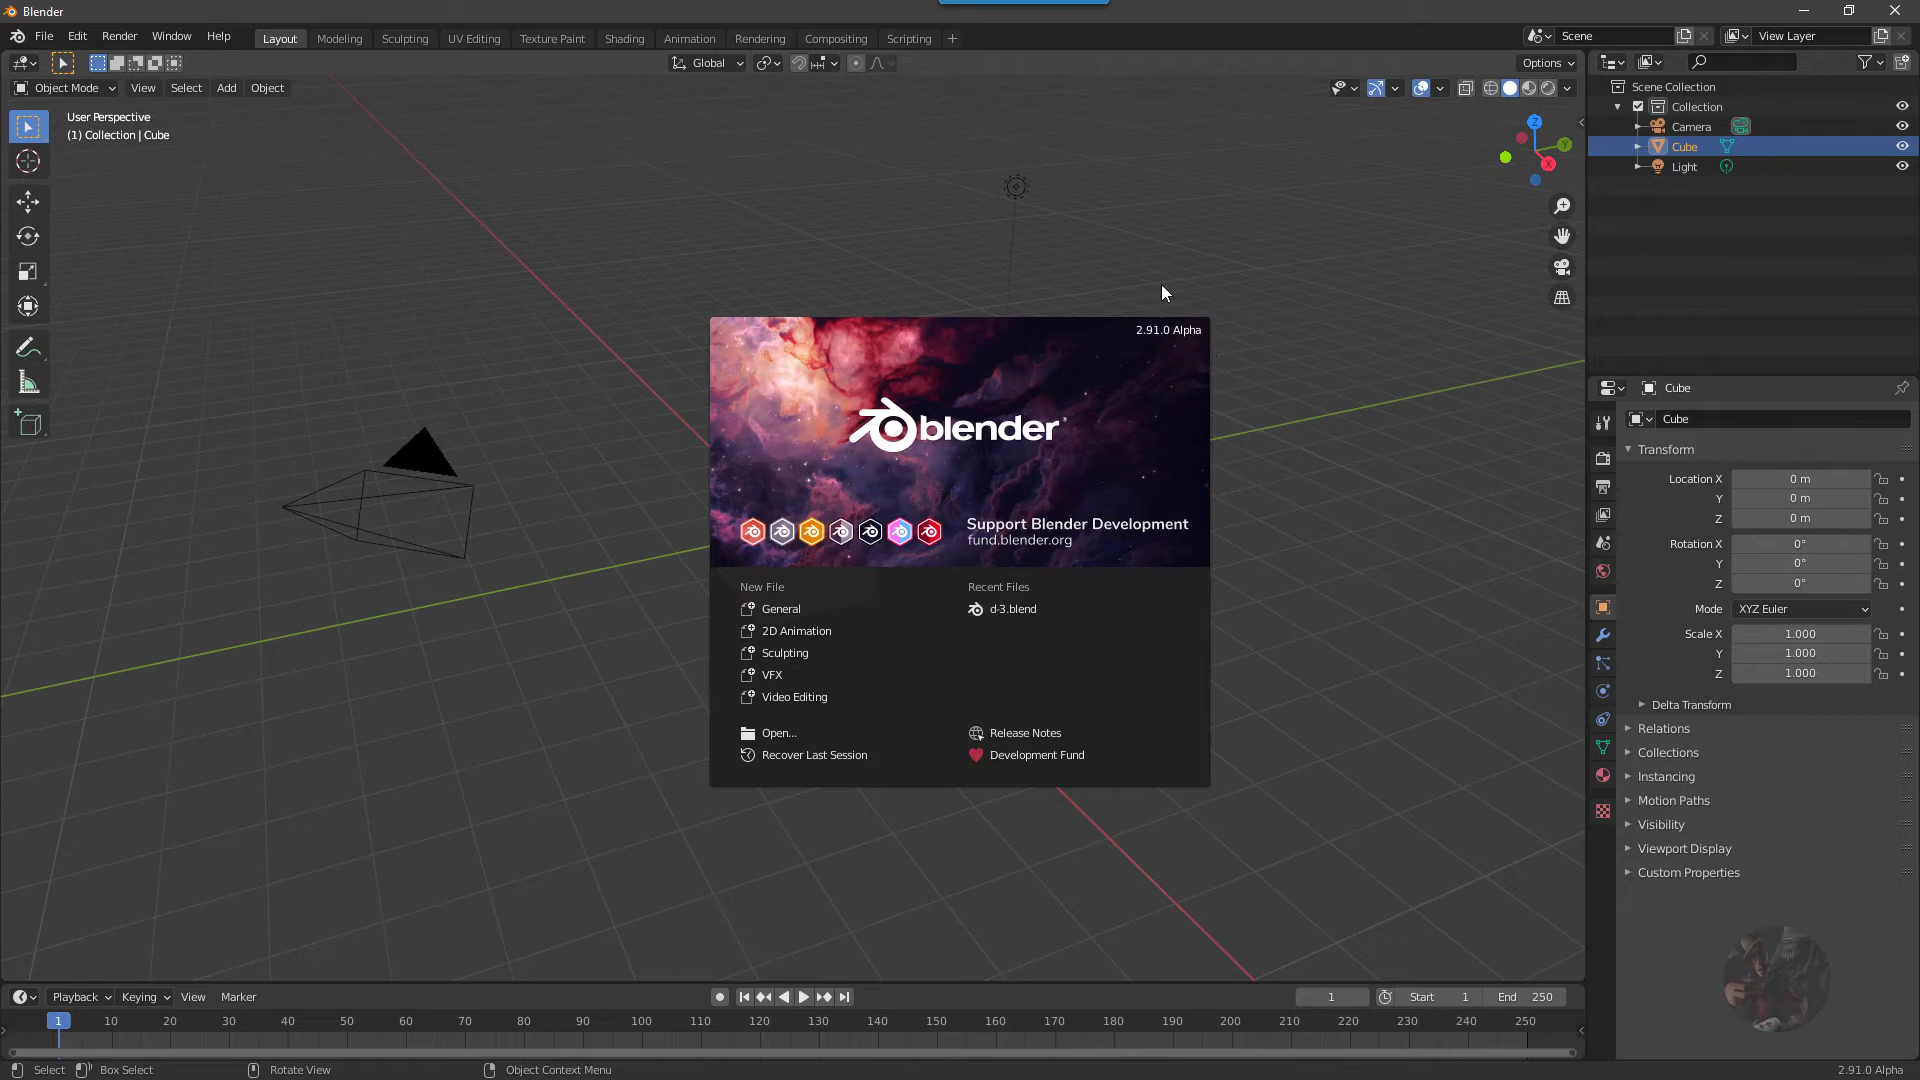 Blender
File Edit Render Window Help
Layout Modeling Sculpting UV Editing Texture Paint Shading Animation Rendering Compositing Scripting +
Scene
View Layer
Global
Options
Object Mode View Select Add Object
User Perspective
(1) Collection | Cube
Z
Y
X
Scene Collection
Collection
Camera
Cube
Light
2.91.0 Alpha
blender
Support Blender Development
fund.blender.org
New File
General
2D Animation
Sculpting
VFX
Video Editing
Open...
Recover Last Session
Recent Files
d-3.blend
Release Notes
Development Fund
Cube
Cube
Transform
Location X 0 m
Y 0 m
Z 0 m
Rotation X 0°
Y 0°
Z 0°
Mode XYZ Euler
Scale X 1.000
Y 1.000
Z 1.000
Delta Transform
Relations
Collections
Instancing
Motion Paths
Visibility
Viewport Display
Custom Properties
Playback Keying View Marker
1
Start 1
End 250
1 10 20 30 40 50 60 70 80 90 100 110 120 130 140 150 160 170 180 190 200 210 220 230 240 250
Select Box Select Rotate View Object Context Menu
2.91.0 Alpha